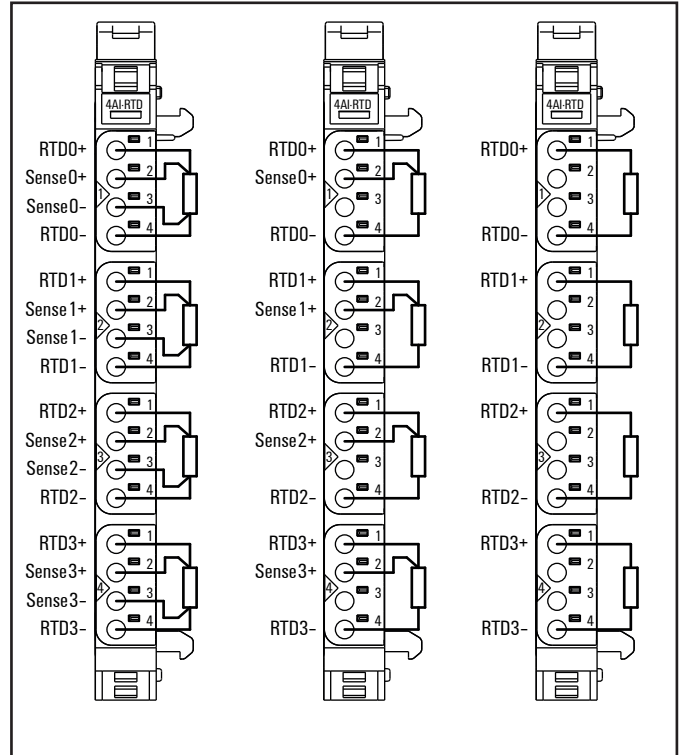 4AI-RTD
RTD0+ 1
Sense0+ 2
1
Sense0– 3
RTD0– 4
RTD1+ 1
Sense1+ 2
2
Sense1– 3
RTD1– 4
RTD2+ 1
Sense2+ 2
3
Sense2– 3
RTD2– 4
RTD3+ 1
Sense3+ 2
4
Sense3– 3
RTD3– 4
4AI-RTD
RTD0+ 1
Sense0+ 2
1
3
RTD0– 4
RTD1+ 1
Sense1+ 2
2
3
RTD1– 4
RTD2+ 1
Sense2+ 2
3
3
RTD2– 4
RTD3+ 1
Sense3+ 2
4
3
RTD3– 4
4AI-RTD
RTD0+ 1
2
1
3
RTD0– 4
RTD1+ 1
2
2
3
RTD1– 4
RTD2+ 1
2
3
3
RTD2– 4
RTD3+ 1
2
4
3
RTD3– 4